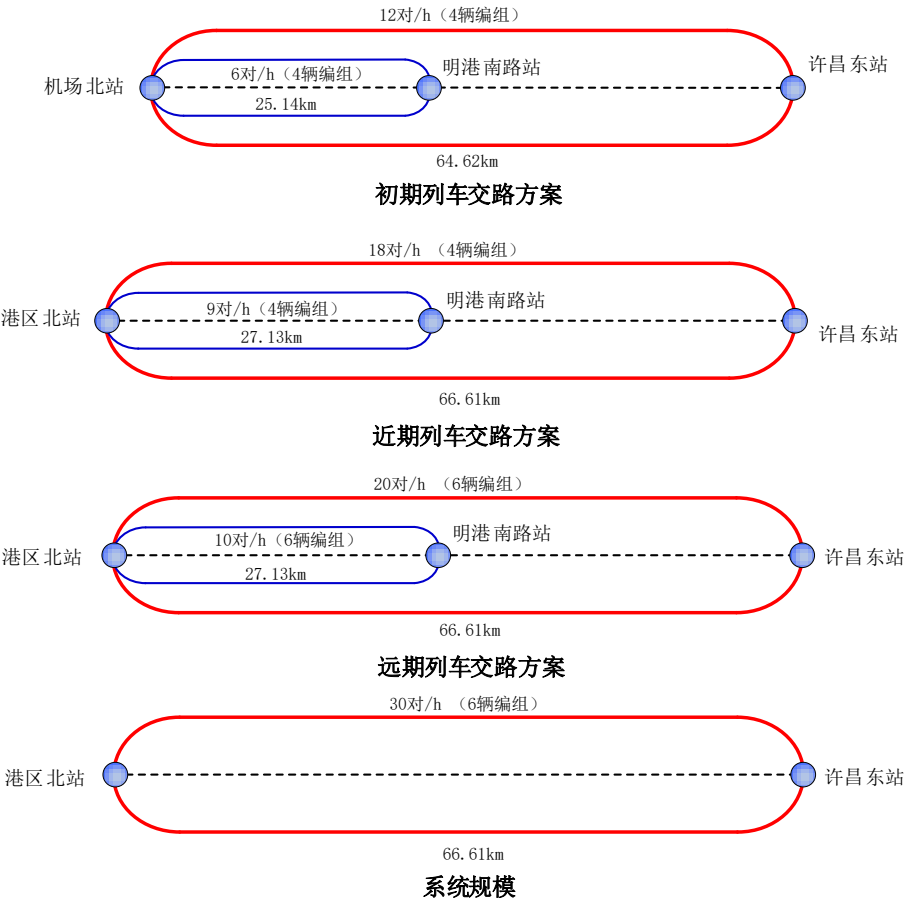 12对/h（4辆编组）
机场北站
6对/h（4辆编组）
明港南路站
许昌东站
25.14km
64.62km
初期列车交路方案
18对/h （4辆编组）
港区北站
9对/h（4辆编组）
明港南路站
许昌东站
27.13km
66.61km
近期列车交路方案
20对/h （6辆编组）
港区北站
10对/h（6辆编组）
明港南路站
许昌东站
27.13km
66.61km
远期列车交路方案
30对/h （6辆编组）
港区北站
许昌东站
66.61km
系统规模